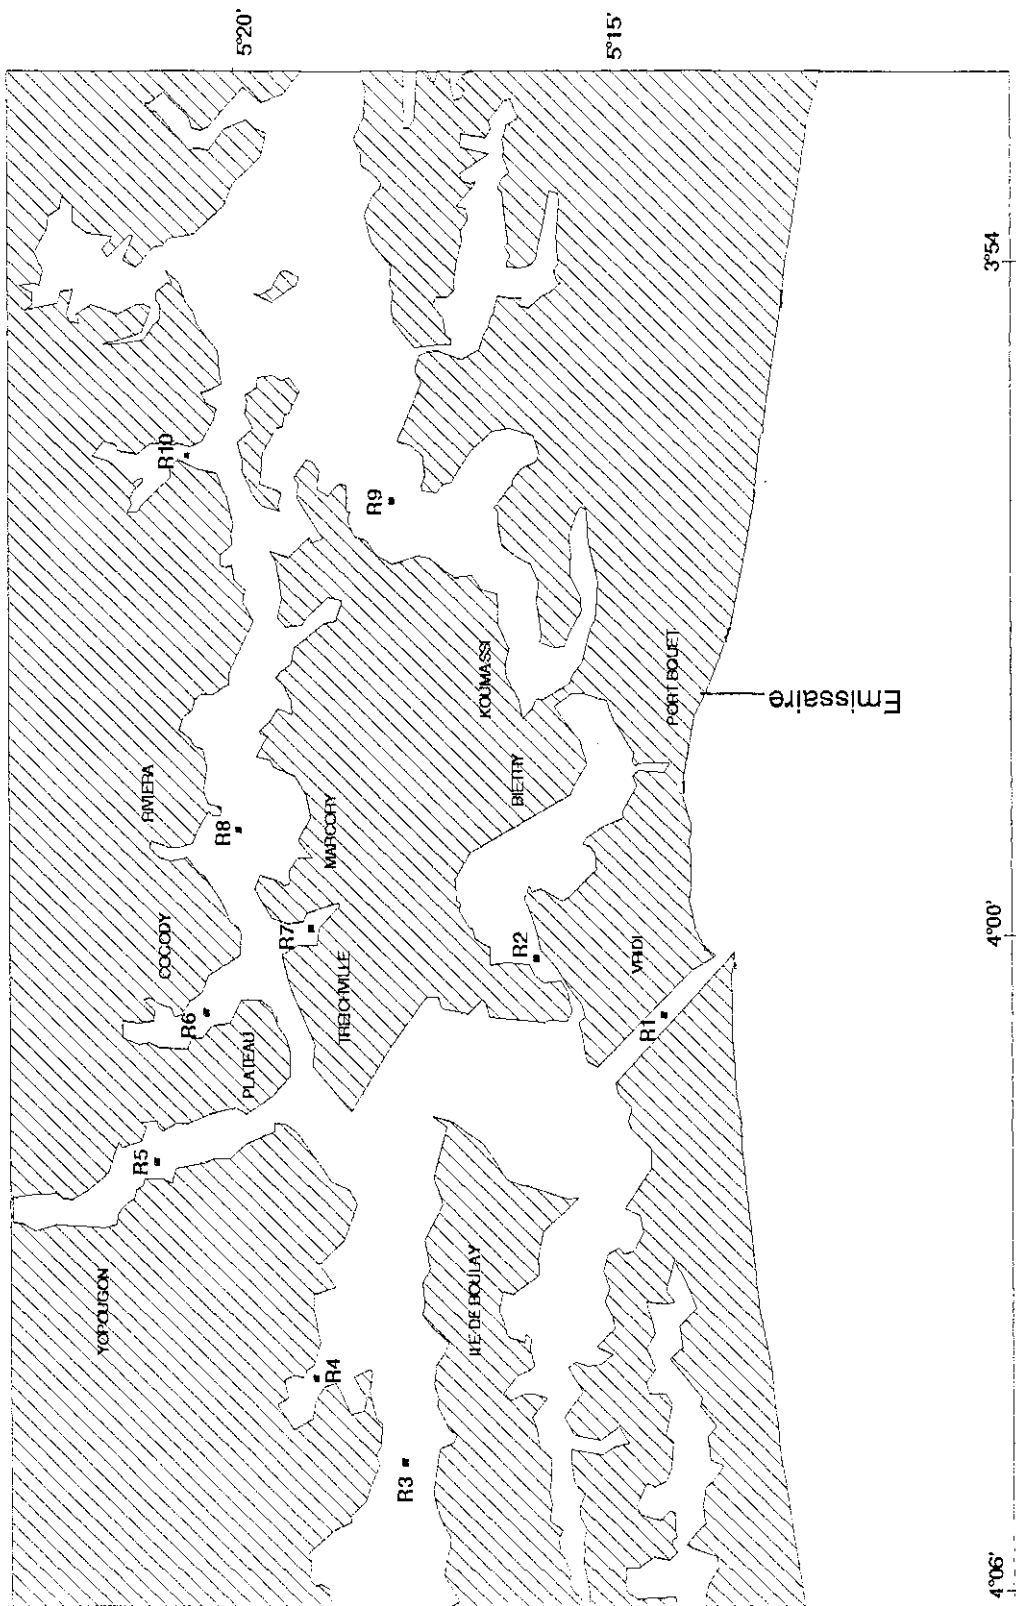 5°20'
5°15'
3°54
4°00'
4°06'
YOPOUGON
PLATEAU
COCODY
RIVIERA
TREICHVILLE
MARCORY
KOUMASSI
BIETRY
ILE DE BOULAY
VRIDI
PORT BOUET
Emissaire
R1
R2
R3
R4
R5
R6
R7
R8
R9
R10